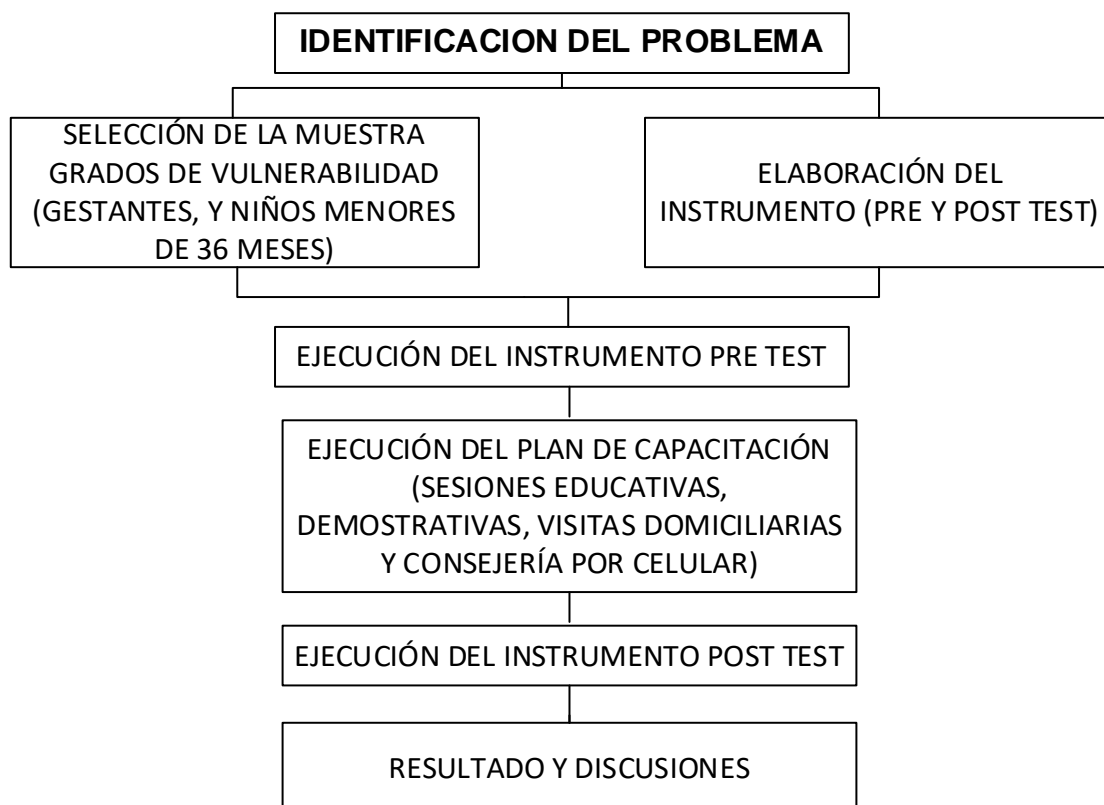 IDENTIFICACION DEL PROBLEMA
SELECCIÓN DE LA MUESTRA
GRADOS DE VULNERABILIDAD
(GESTANTES, Y NIÑOS MENORES
DE 36 MESES)
ELABORACIÓN DEL
INSTRUMENTO (PRE Y POST TEST)
EJECUCIÓN DEL INSTRUMENTO PRE TEST
EJECUCIÓN DEL PLAN DE CAPACITACIÓN
(SESIONES EDUCATIVAS,
DEMOSTRATIVAS, VISITAS DOMICILIARIAS
Y CONSEJERÍA POR CELULAR)
EJECUCIÓN DEL INSTRUMENTO POST TEST
RESULTADO Y DISCUSIONES